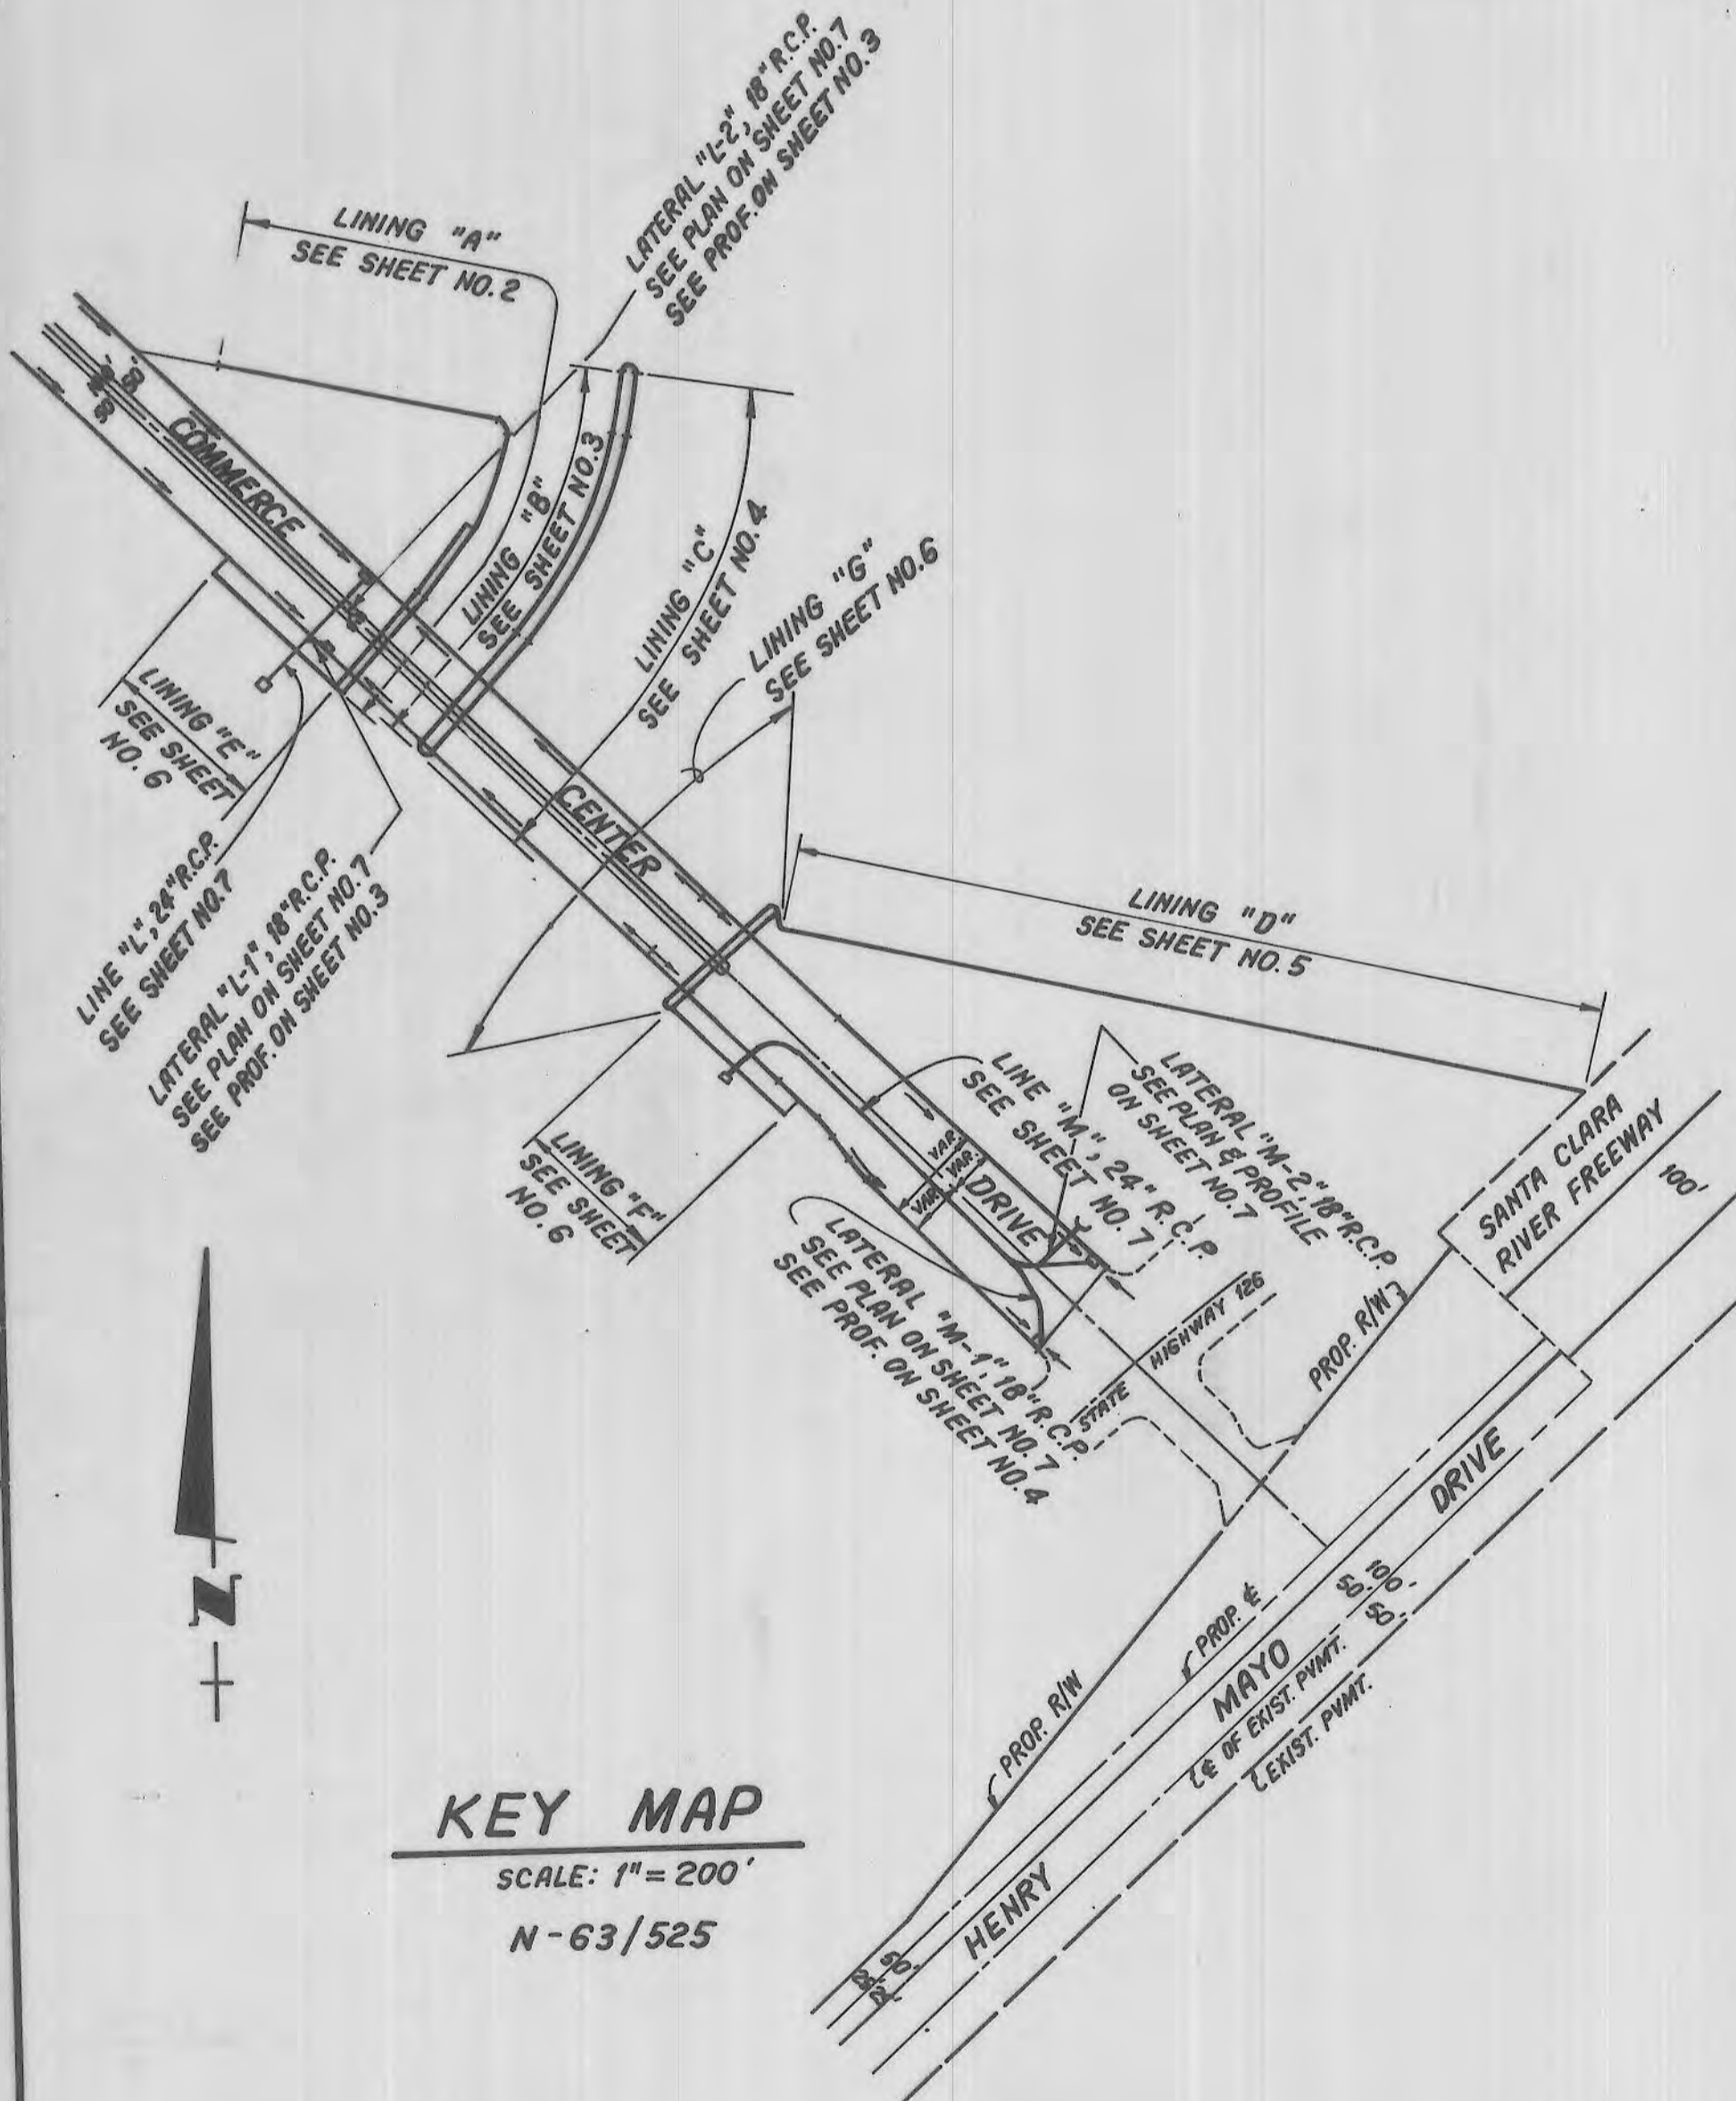 LATERAL "L-2", 18" R.C.P.
SEE PLAN ON SHEET NO.7
SEE PROF. ON SHEET NO. 3
LINING "A"
SEE SHEET NO. 2
50'
COMMERCE
LINING "B"
SEE SHEET NO.3
LINING "C"
SEE SHEET NO. 4
LINING "G"
SEE SHEET NO.6
LINING "E"
SEE SHEET
NO. 6
CENTER
LINE "L", 24" R.C.P.
SEE SHEET NO.7
LATERAL "L-1", 18" R.C.P.
SEE PLAN ON SHEET NO.7
SEE PROF. ON SHEET NO.3
LINING "D"
SEE SHEET NO. 5
LINING "F"
SEE SHEET
NO. 6
LINE "M", 24" R.C.P.
SEE SHEET NO. 7
LATERAL "M-2", 18" R.C.P.
SEE PLAN & PROFILE
ON SHEET NO.7
VAR.
VAR.
VAR.
DRIVE
LATERAL "M-1", 18" R.C.P.
SEE PLAN ON SHEET NO. 7
SEE PROF. ON SHEET NO.4
SANTA CLARA
RIVER FREEWAY
100'
STATE HIGHWAY 126
PROP. R/W
N
PROP. ℄
PROP. R/W
HENRY MAYO DRIVE
50'
10'
50'
℄ OF EXIST. PVMT.
EXIST. PVMT.
50'
KEY MAP
SCALE: 1" = 200'
N-63/525